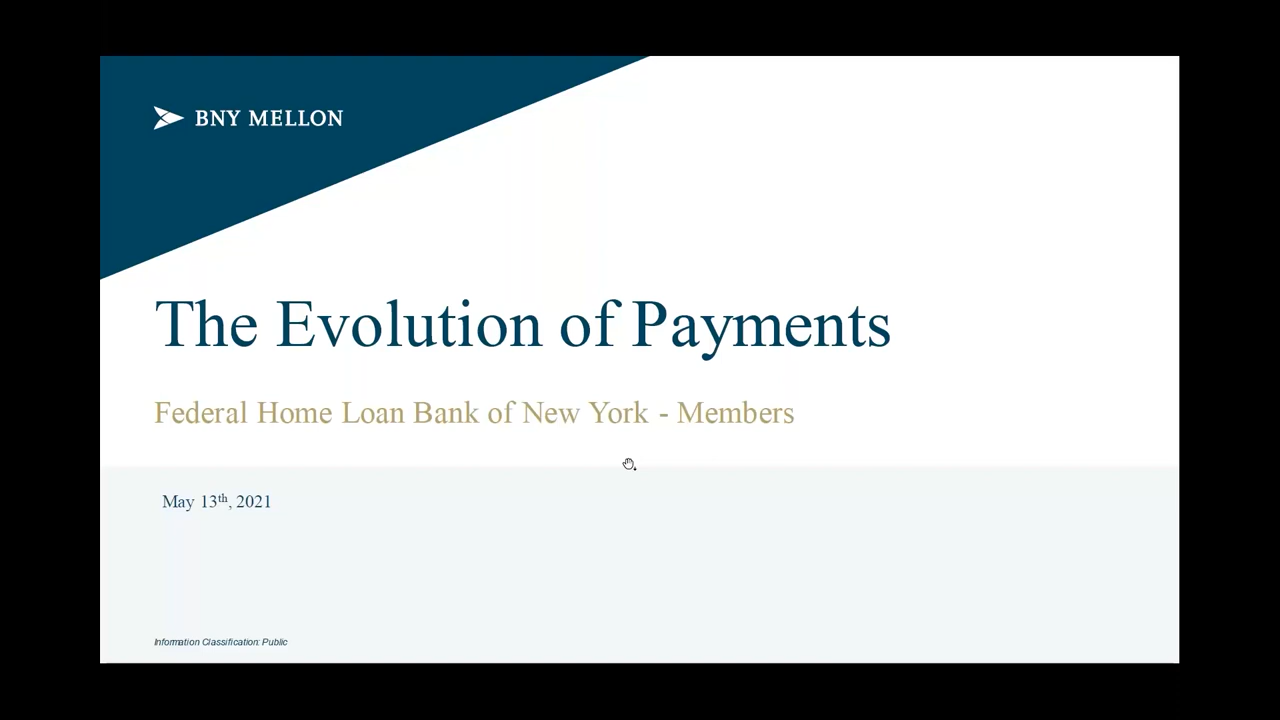 BNY MELLON
The Evolution of Payments
Federal Home Loan Bank of New York - Members
May 13th, 2021
Information Classification: Public